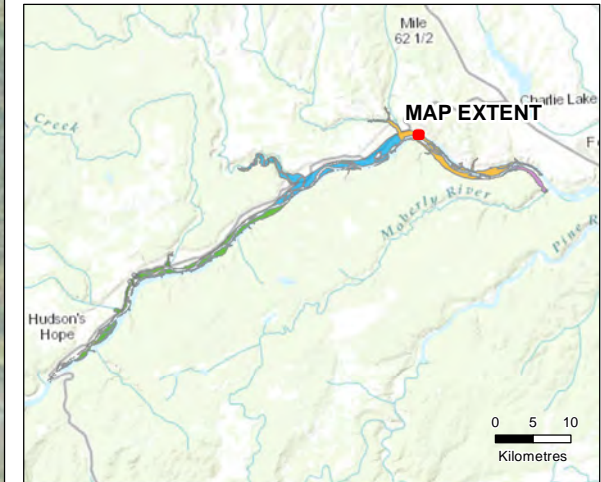 Mile
62 1/2
Charlie Lake
MAP EXTENT
Creek
F
Moberly River
Pine R
Hudson's
Hope
0 5 10
Kilometres